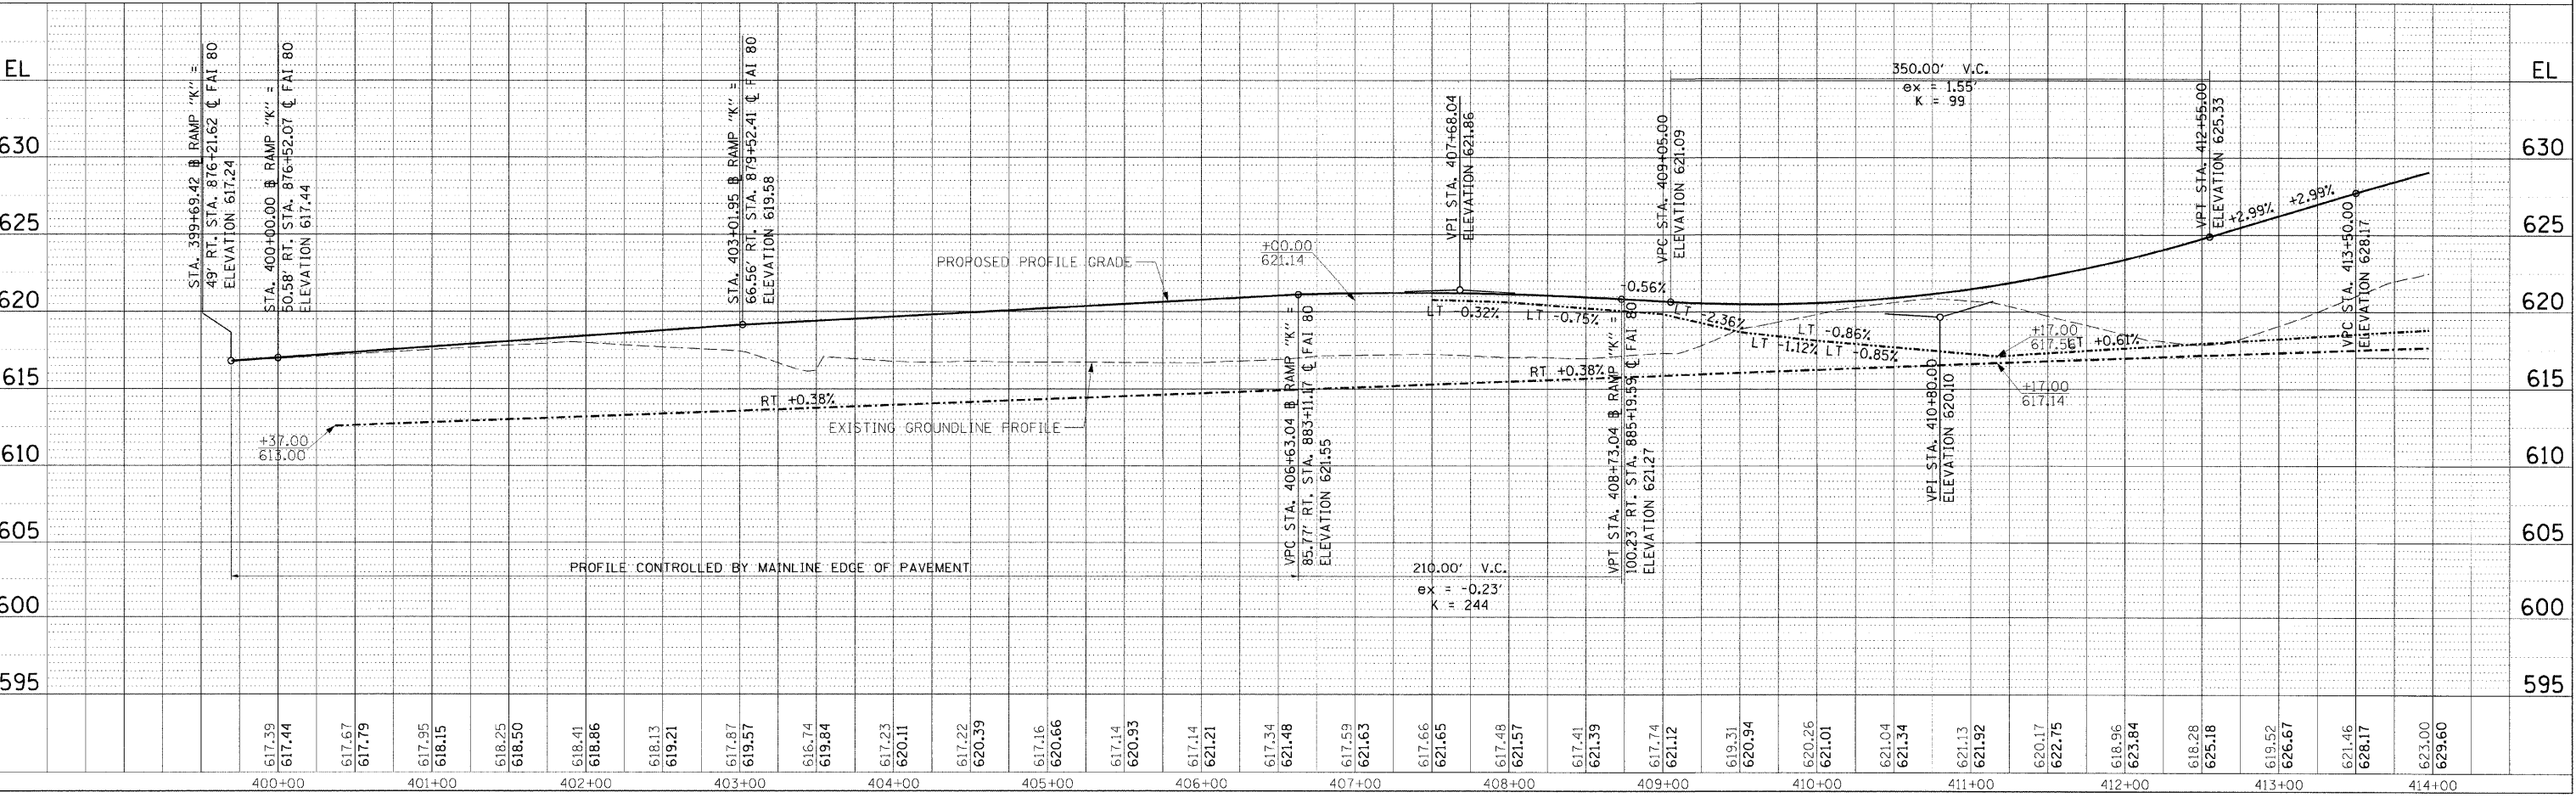 EL
630
625
620
615
610
605
600
595
STA. 399+69.42 B RAMP "K" =
49' RT. STA. 876+21.62 ℄ FAI 80
ELEVATION 617.24
STA. 400+00.00 B RAMP "K" =
50.58' RT. STA. 876+52.07 ℄ FAI 80
ELEVATION 617.44
STA. 403+01.95 B RAMP "K" =
66.56' RT. STA. 879+52.41 ℄ FAI 80
ELEVATION 619.58
PROPOSED PROFILE GRADE
+00.00
621.14
VPI STA. 407+68.04
ELEVATION 621.86
VPC STA. 409+05.00
ELEVATION 621.09
350.00' V.C.
ex = 1.55'
K = 99
VPT STA. 412+55.00
ELEVATION 625.33
+2.99%
+2.99%
VPC STA. 413+50.00
ELEVATION 628.17
-0.56%
LT -0.32%
LT -0.75%
LT -2.36%
LT -1.12%
LT -0.86%
LT -0.85%
+17.00
617.56
LT +0.61%
+17.00
617.14
RT +0.38%
RT +0.38%
+37.00
613.00
EXISTING GROUNDLINE PROFILE
VPC STA. 406+63.04 B RAMP "K" =
85.77' RT. STA. 883+11.17 ℄ FAI 80
ELEVATION 621.55
VPT STA. 408+73.04 B RAMP "K" =
100.23' RT. STA. 885+19.59 ℄ FAI 80
ELEVATION 621.27
VPI STA. 410+80.00
ELEVATION 620.10
PROFILE CONTROLLED BY MAINLINE EDGE OF PAVEMENT
210.00' V.C.
ex = -0.23'
K = 244
EL
630
625
620
615
610
605
600
595
617.39
617.44
617.67
617.79
617.95
618.15
618.25
618.50
618.41
618.86
618.13
619.21
617.87
619.57
616.74
619.84
617.23
620.11
617.22
620.39
617.16
620.66
617.14
620.93
617.14
621.21
617.34
621.48
617.59
621.63
617.66
621.65
617.48
621.57
617.41
621.39
617.74
621.12
619.31
620.94
620.26
621.01
621.04
621.34
621.13
621.92
620.17
622.75
618.96
623.84
618.28
625.18
619.52
626.67
621.46
628.17
623.00
629.60
400+00
401+00
402+00
403+00
404+00
405+00
406+00
407+00
408+00
409+00
410+00
411+00
412+00
413+00
414+00